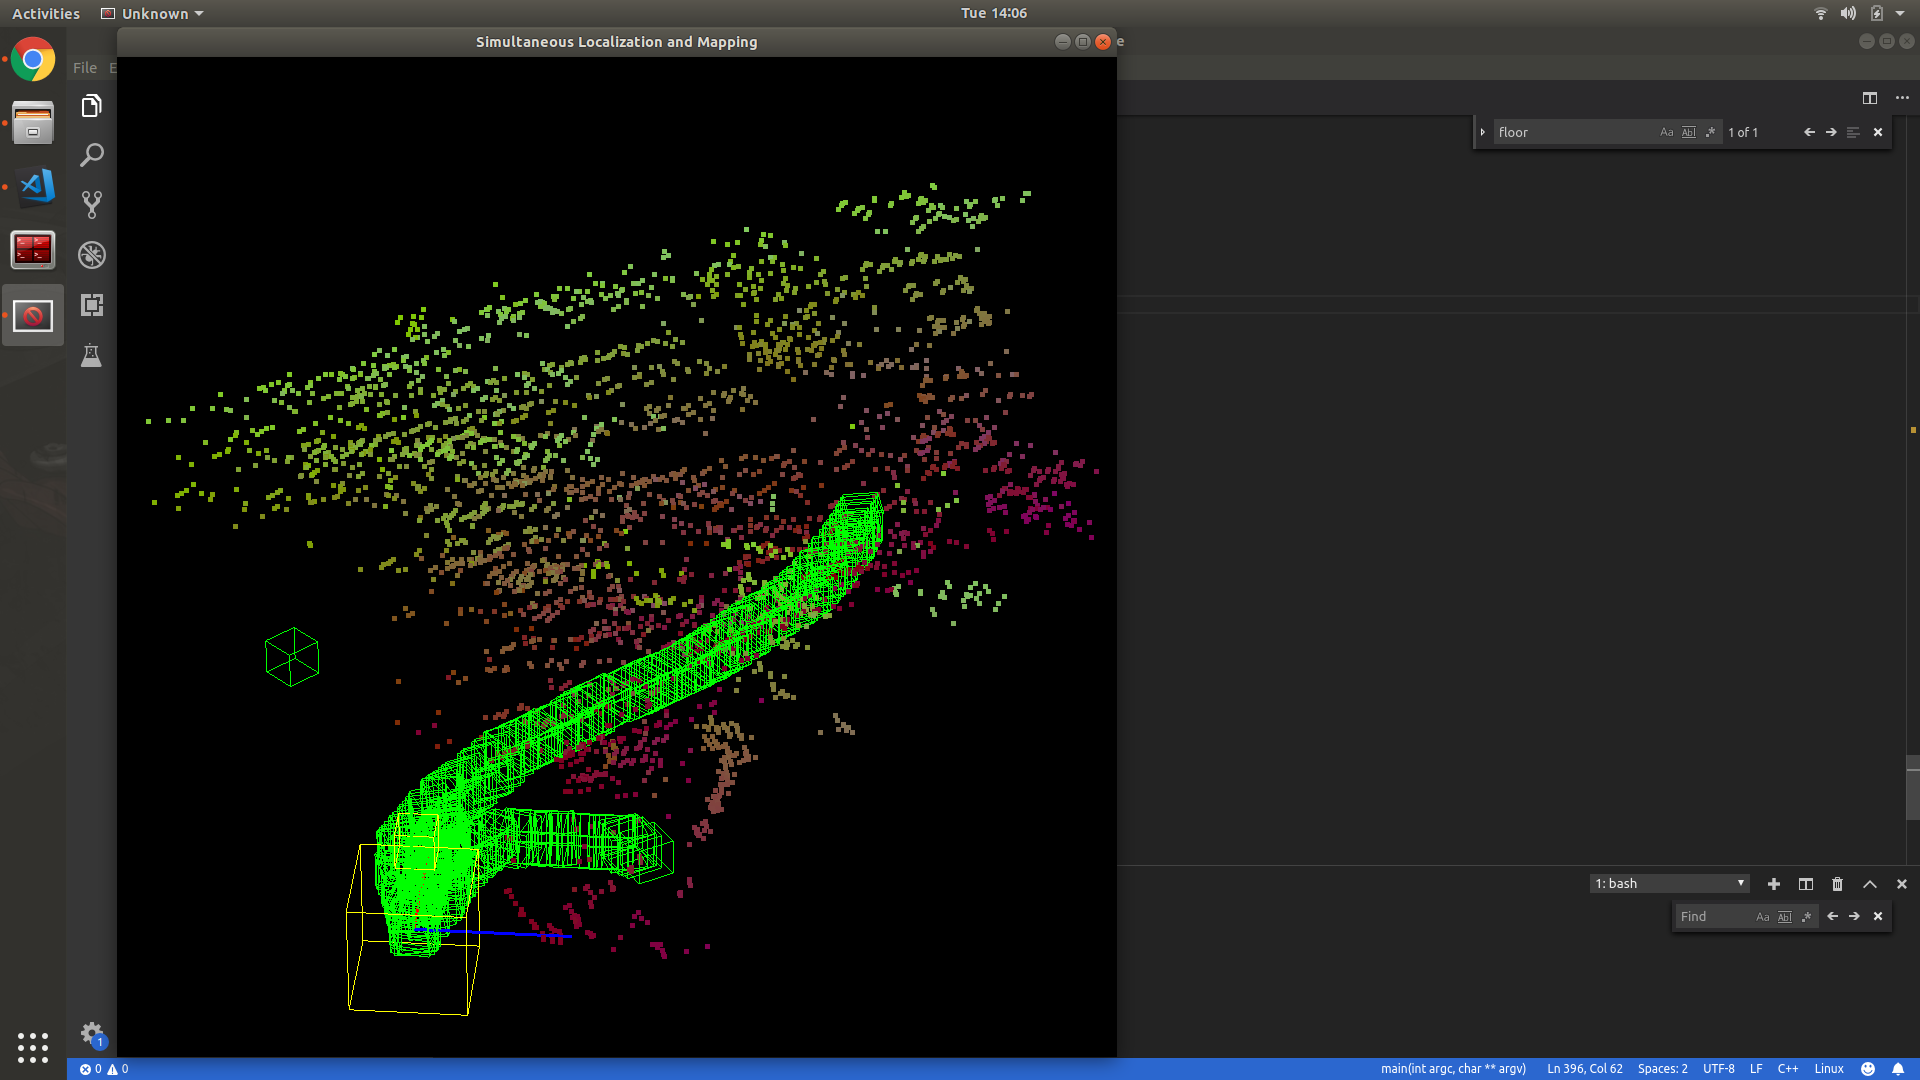 Activities
Unknown
Tue 14:06
Simultaneous Localization and Mapping
e
File E
floor
Aa Abl .* 1 of 1
1: bash
Find
Aa Abl .*
1
0 0
main(int argc, char ** argv) Ln 396, Col 62 Spaces: 2 UTF-8 LF C++ Linux